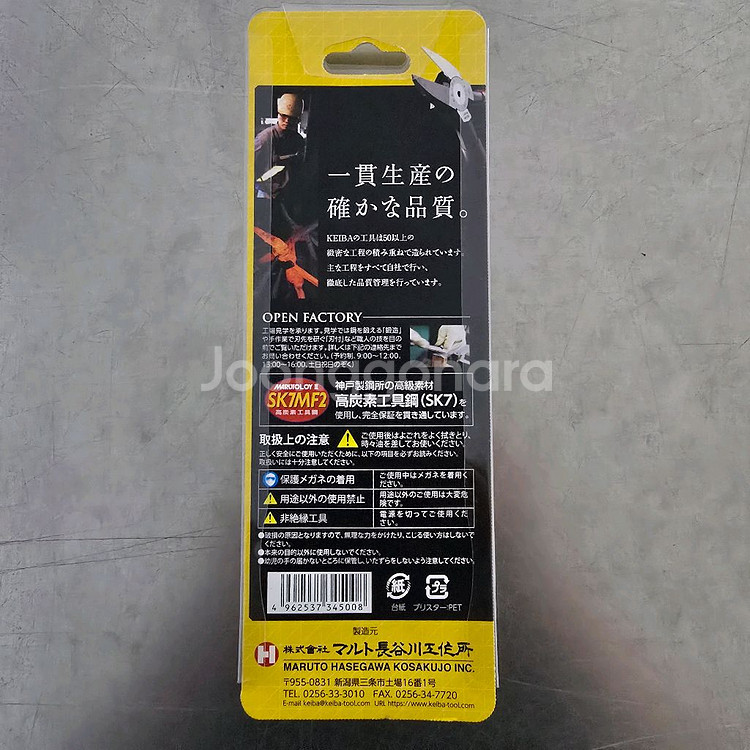 一貫生産の
確かな品質。
KEIBAの工具は50以上の
緻密な工程の積み重ねで造られています。
主な工程をすべて自社で行い、
徹底した品質管理を行っています。
OPEN FACTORY
工場見学を承ります。見学では鋼を鍛える「鍛造」
や手作業で刃先を研ぐ「刃付」など職人の技を目の
前でご覧いただけます。詳しくは下記の連絡先まで
お問い合わせください。(予約制、9:00~12:00、
13:00~16:00、土日祝日のぞく)
Joonggonara
MARUTOLOY II
SK7MF2
高炭素工具鋼
神戸製鋼所の高級素材
高炭素工具鋼(SK7)を
使用し、完全保証を貫き通しています。
取扱上の注意
ご使用後はよごれをよく拭きとり、
時々油を差してお使いください。
正しく安全にご使用いただくために、以下の項目を必ずお読みください。
取扱いには十分注意してください。
保護メガネの着用
ご使用中はメガネを着用く
ださい。
用途以外の使用禁止
用途以外のご使用は大変危
険です。
非絶縁工具
電源を切ってご使用くだ
さい。
●破損の原因となりますので、無理な力をかけたり、こじる使い方はしないで
ください。
●本来の目的以外に使用しないでください。
●幼児の手の届かないところに保管し、いたずらをしないよう注意してください。
4 962537 345008
紙
プラ
台紙
ブリスター:PET
製造元
H 株式會社 マルト長谷川工作所
MARUTO HASEGAWA KOSAKUJO INC.
〒955-0831 新潟県三条市土場16番1号
TEL. 0256-33-3010 FAX. 0256-34-7720
E-mail keiba@keiba-tool.com URL https://www.keiba-tool.com